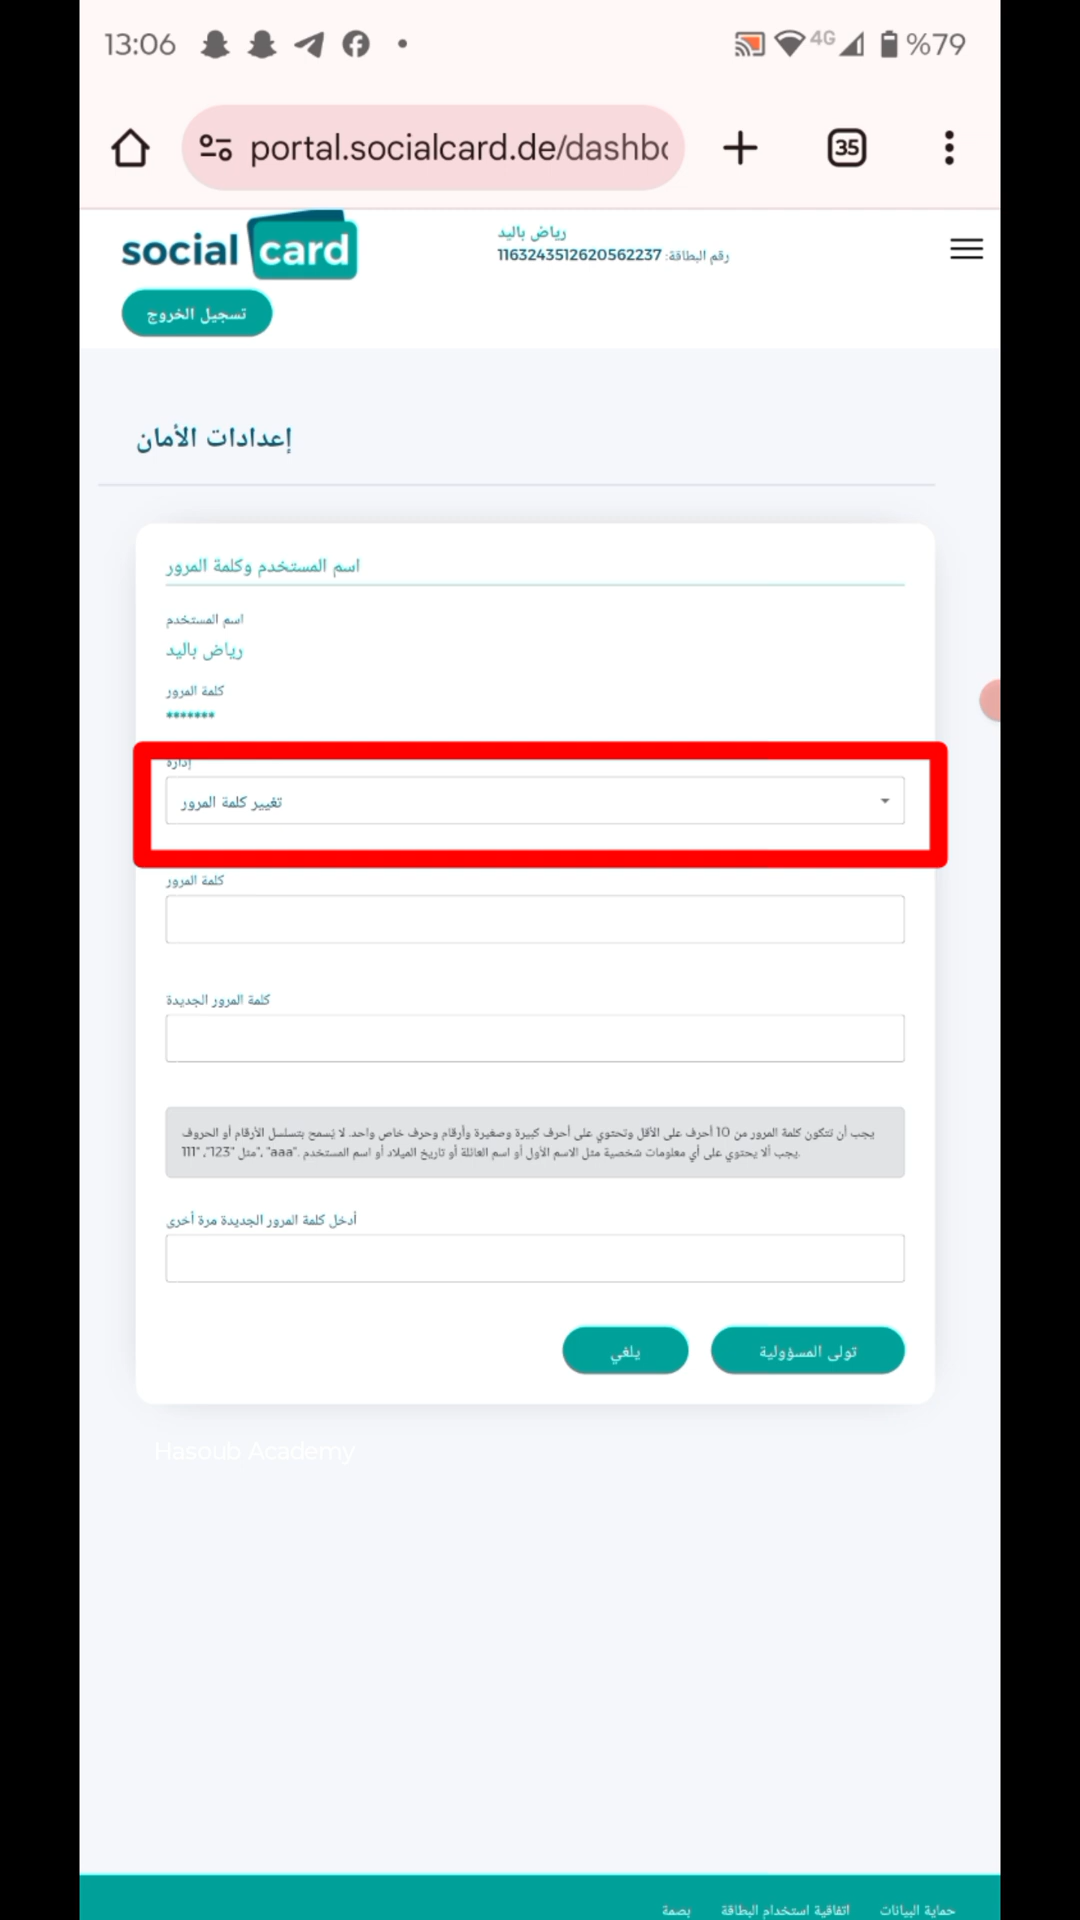 13:06
4G
%79
portal.socialcard.de/dashbo
35
social card
رياض باليد
رقم البطاقة: 1163243512620562237
تسجيل الخروج
إعدادات الأمان
اسم المستخدم وكلمة المرور
اسم المستخدم
رياض باليد
كلمة المرور
*******
إدارة
تغيير كلمة المرور
كلمة المرور
كلمة المرور الجديدة
يجب أن تتكون كلمة المرور من 10 أحرف على الأقل وتحتوي على أحرف كبيرة وصغيرة وأرقام وحرف خاص واحد. لا يُسمح بتسلسل الأرقام أو الحروف
مثل "123"، "111"، "aaa". يجب ألا يحتوي على أي معلومات شخصية مثل الاسم الأول أو اسم العائلة أو تاريخ الميلاد أو اسم المستخدم.
أدخل كلمة المرور الجديدة مرة أخرى
تولى المسؤولية
يلغي
Hasoub Academy
حماية البيانات
اتفاقية استخدام البطاقة
بصمة